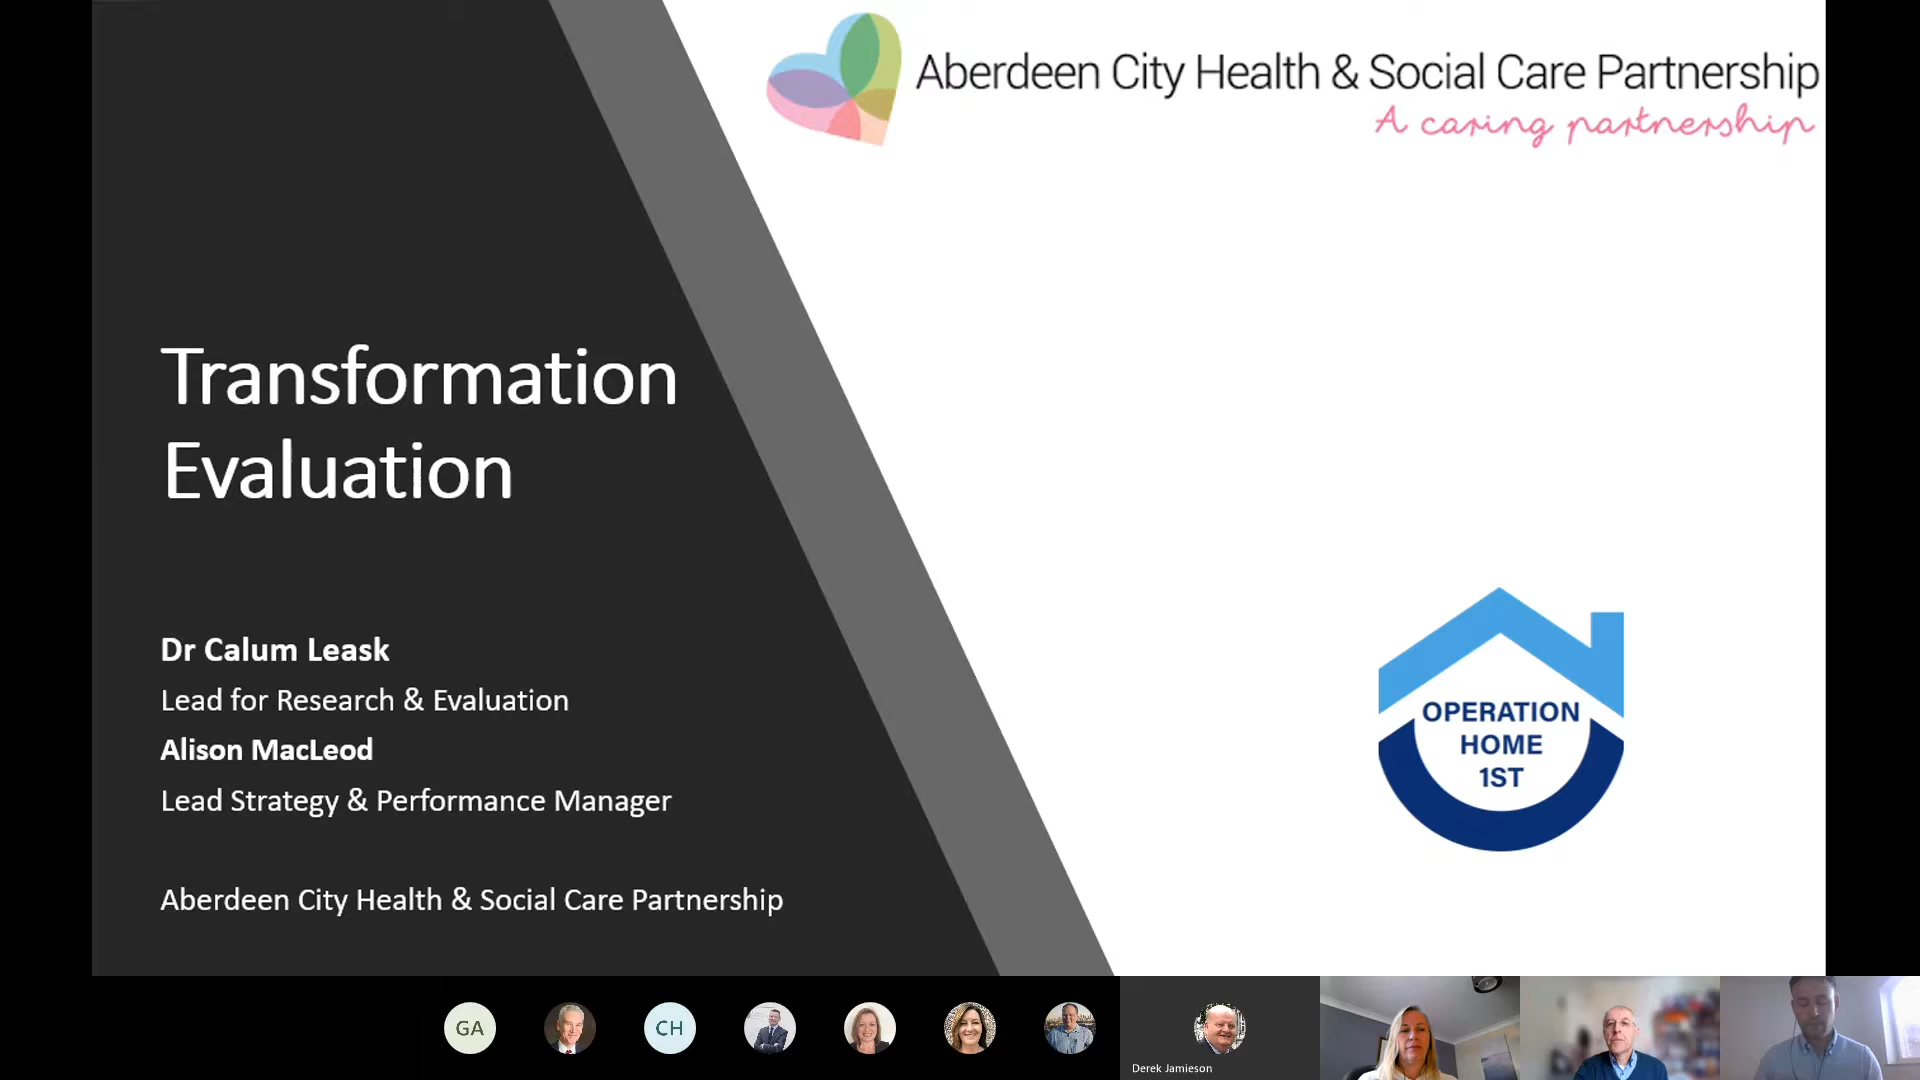 Aberdeen City Health & Social Care Partnership
A caring partnership
Transformation
Evaluation
Dr Calum Leask
Lead for Research & Evaluation
Alison MacLeod
Lead Strategy & Performance Manager
Aberdeen City Health & Social Care Partnership
OPERATION
HOME
1ST
GA
CH
Derek Jamieson